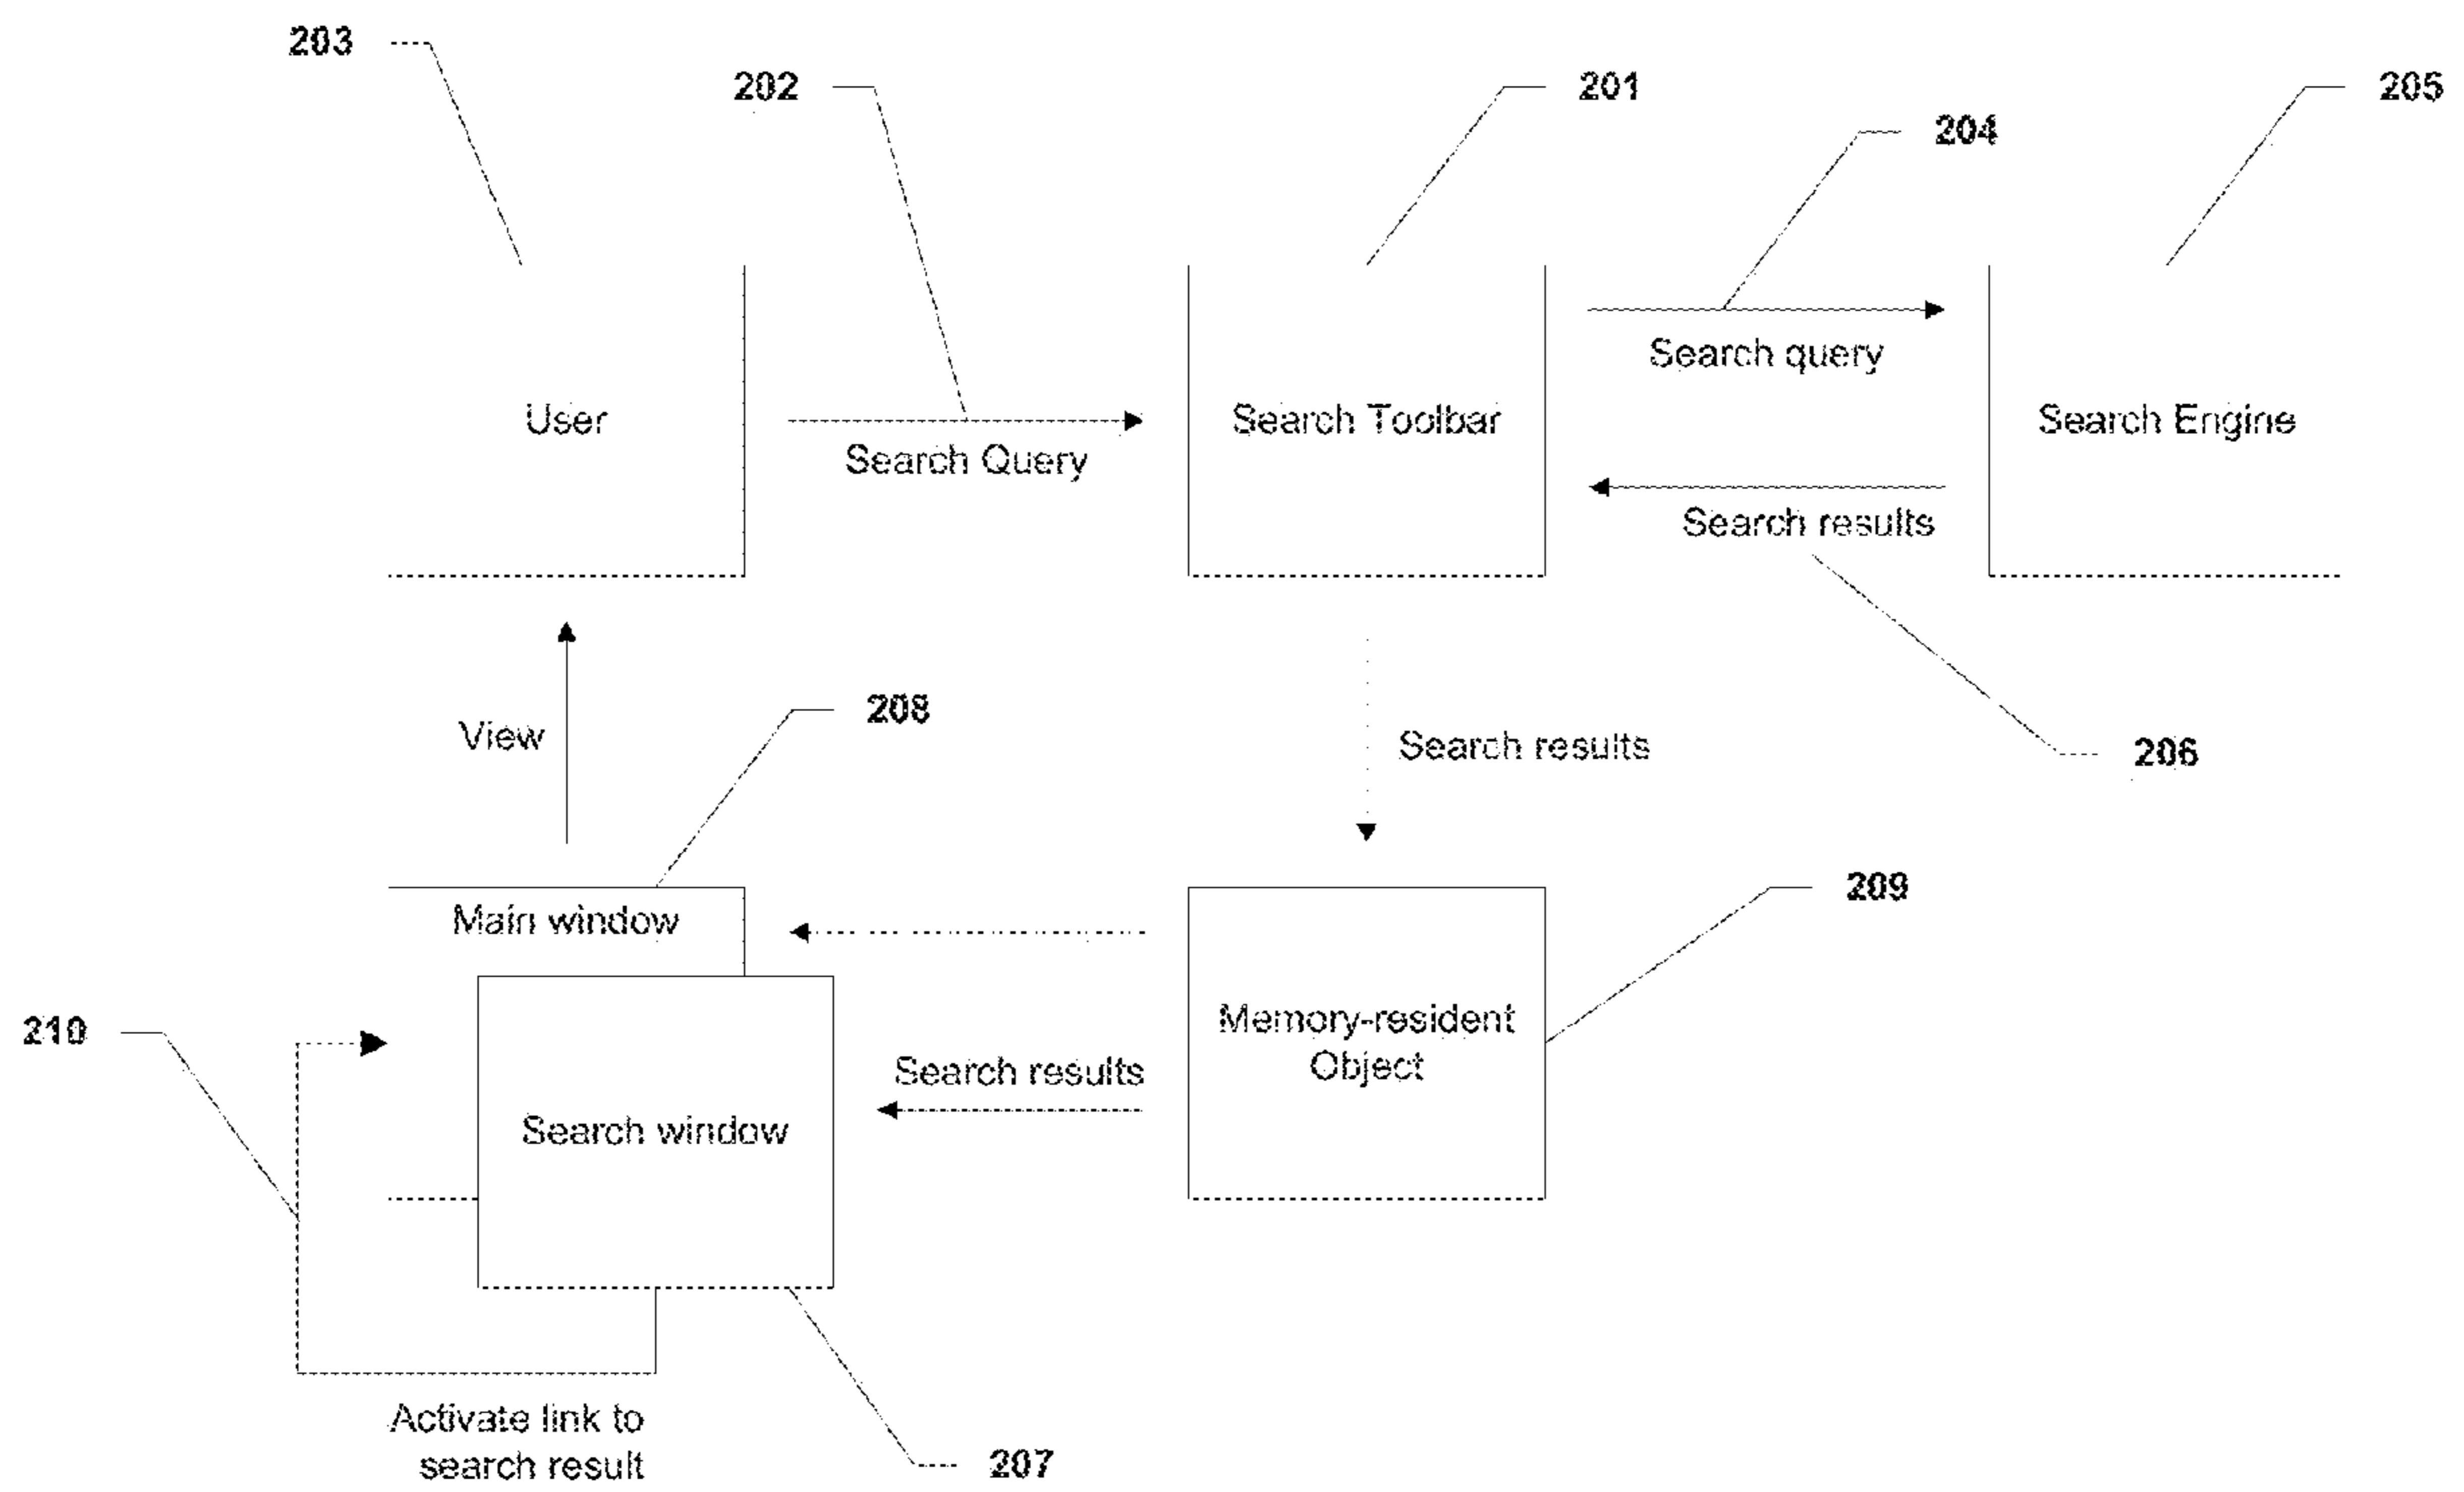 203
202
201
205
204
Search query
User
Search Toolbar
Search Engine
Search Query
Search results
208
View
Search results
206
209
Main window
210
Memory-resident
Object
Search results
Search window
Activate link to
search result
207